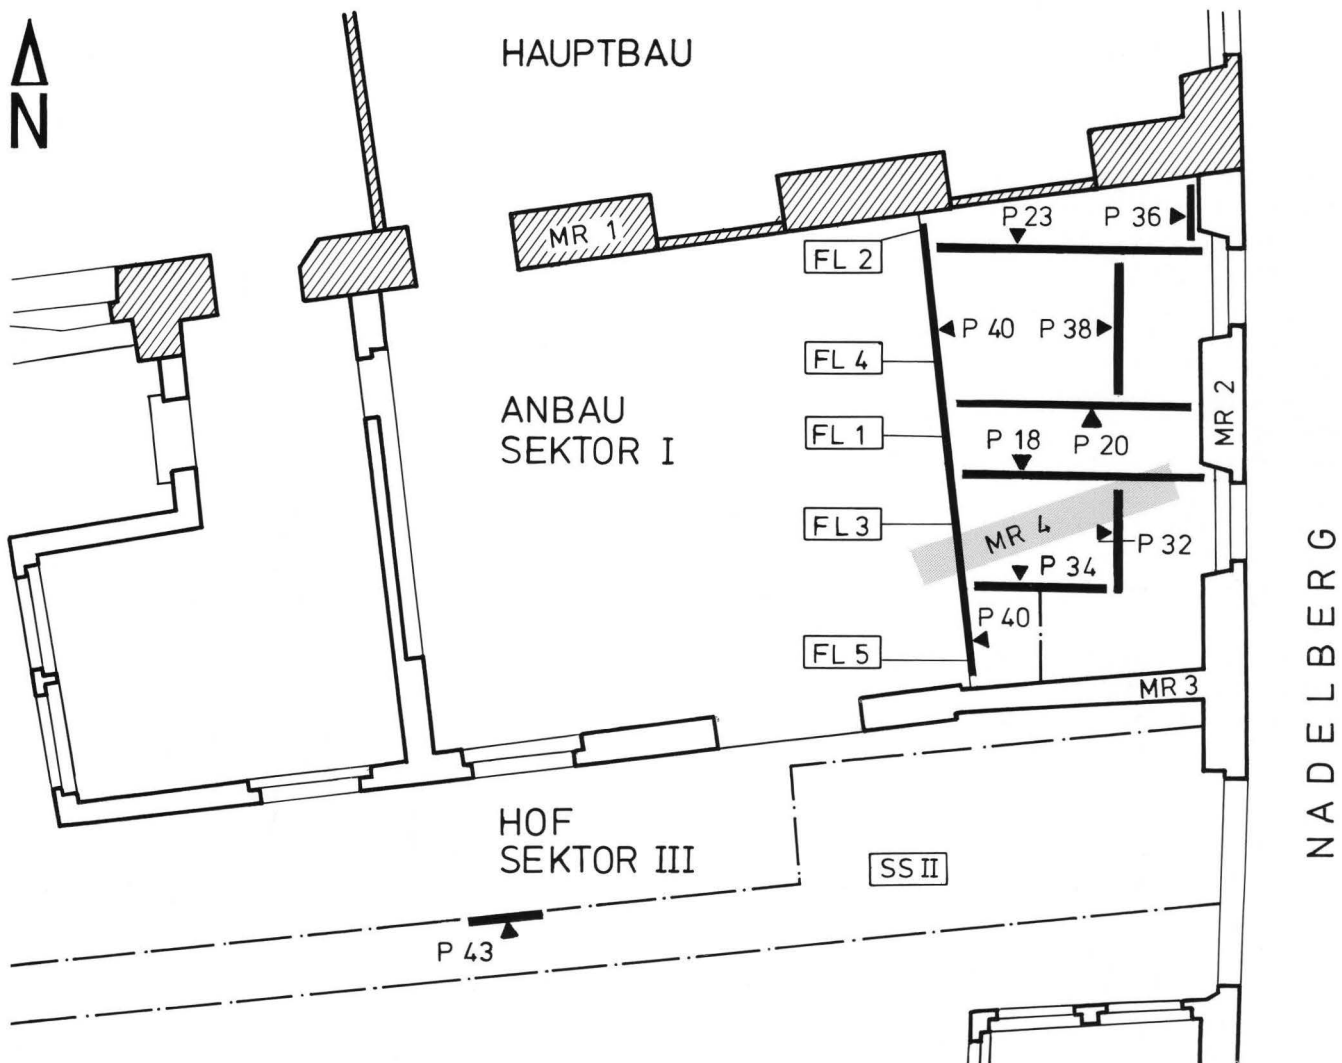 N
HAUPTBAU
MR 1
P 23
P 36
FL 2
P 40
P 38
FL 4
ANBAU
SEKTOR I
FL 1
MR 2
P 18
P 20
FL 3
MR 4
P 32
P 34
P 40
FL 5
MR 3
NADELBERG
HOF
SEKTOR III
SS II
P 43